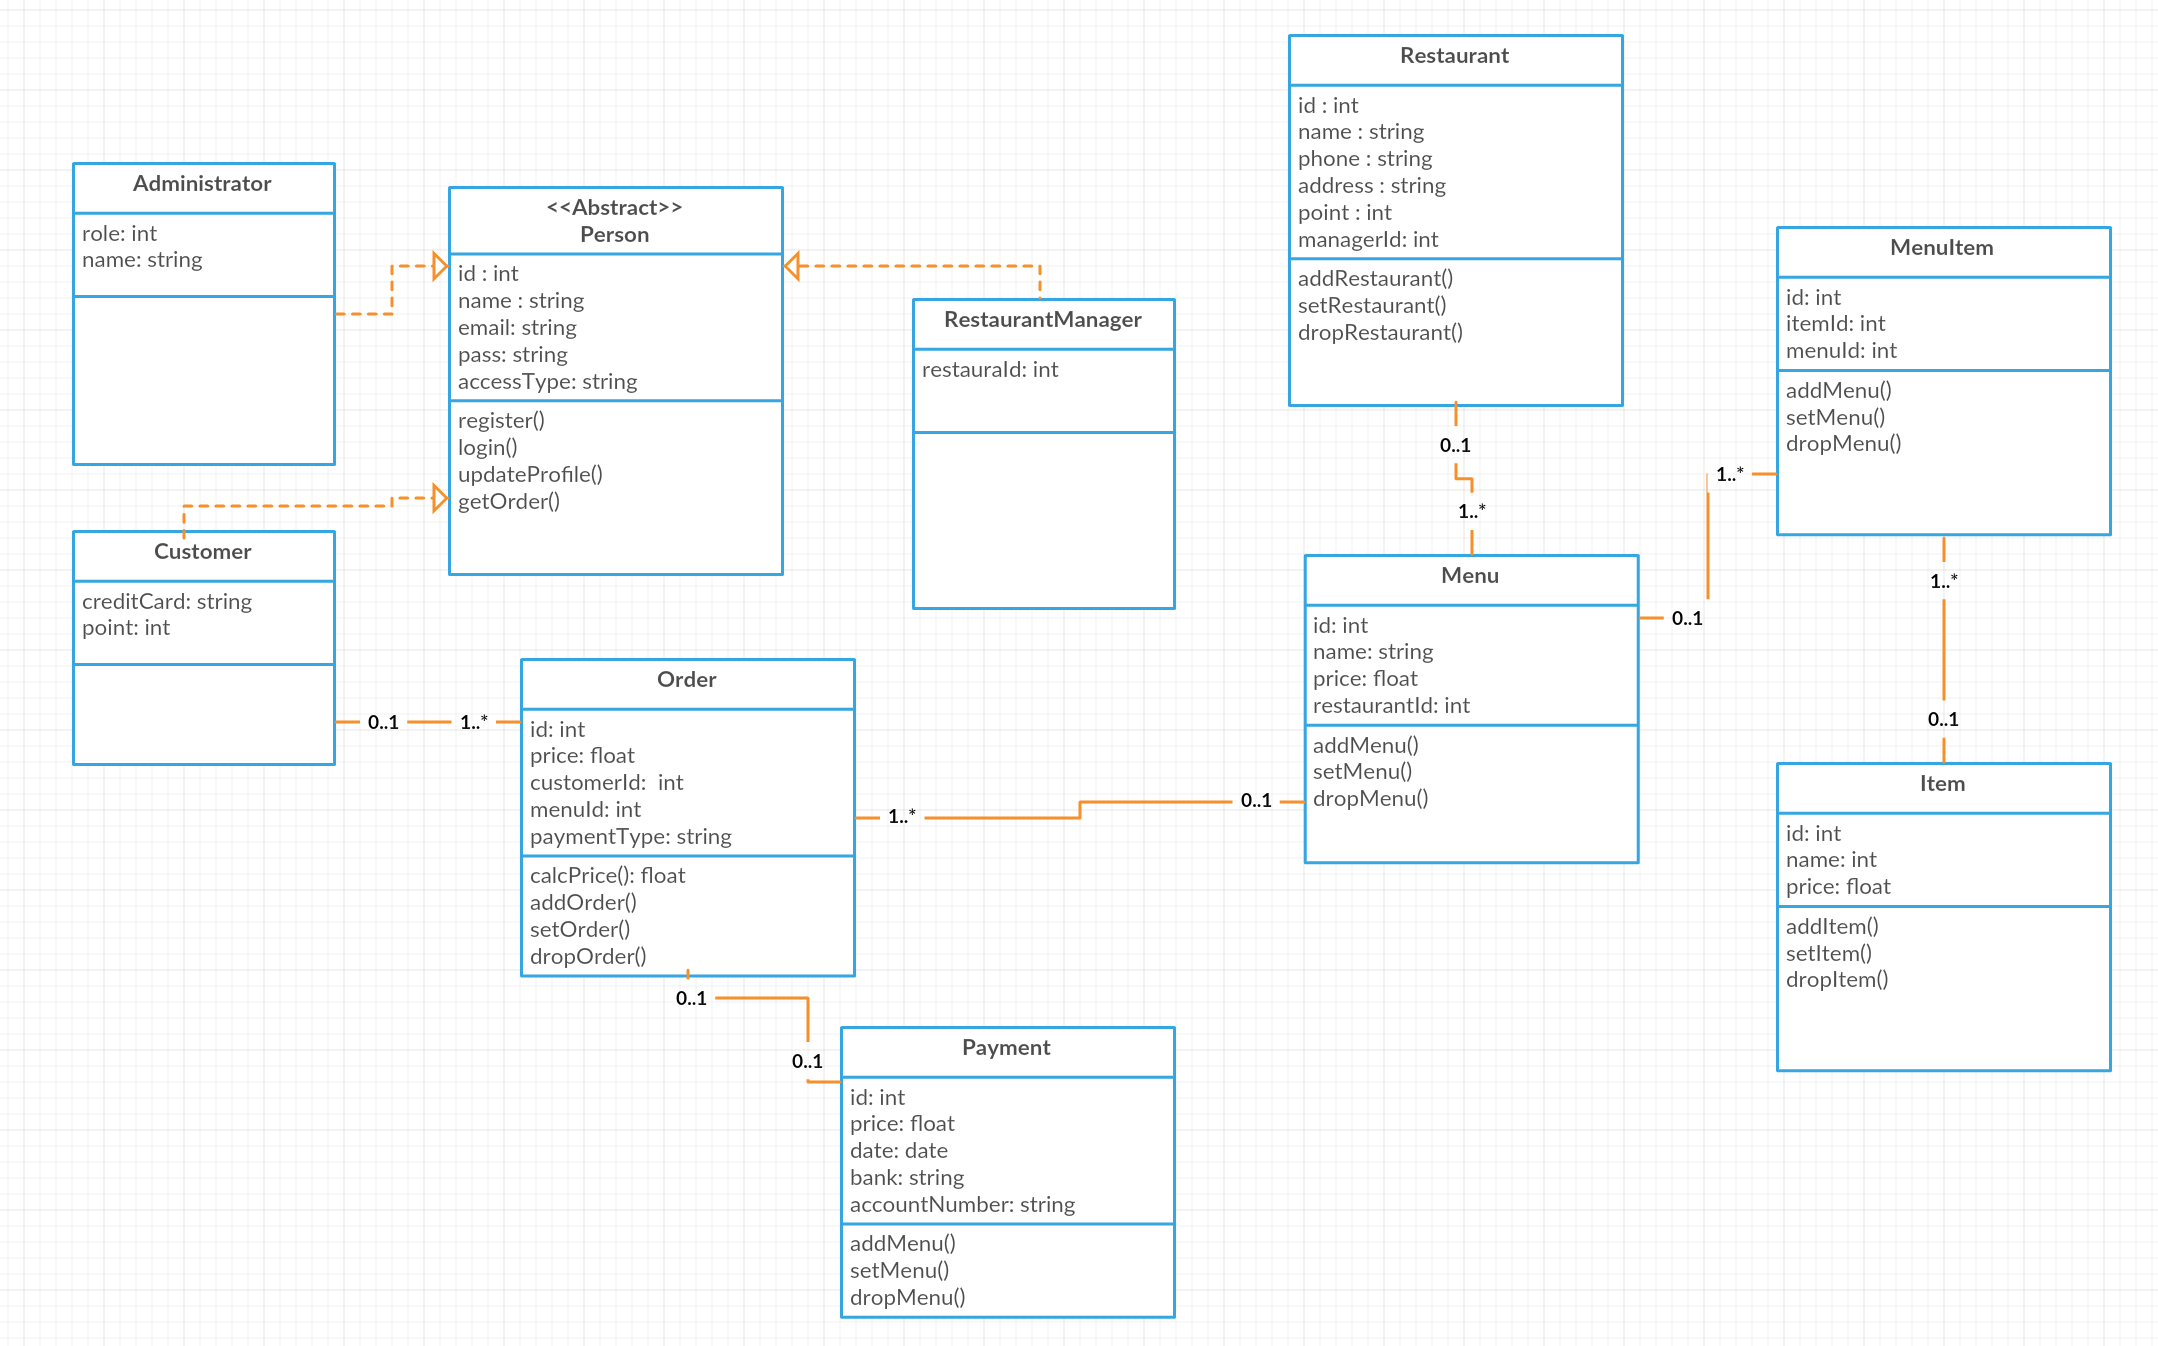 Administrator
role: int
name: string
<<Abstract>>
Person
id : int
name : string
email: string
pass: string
accessType: string
register()
login()
updateProfile()
getOrder()
RestaurantManager
restauraId: int
Customer
creditCard: string
point: int
0..1
1..*
Order
id: int
price: float
customerId:  int
menuId: int
paymentType: string
calcPrice(): float
addOrder()
setOrder()
dropOrder()
1..*
0..1
0..1
0..1
Payment
id: int
price: float
date: date
bank: string
accountNumber: string
addMenu()
setMenu()
dropMenu()
Restaurant
id : int
name : string
phone : string
address : string
point : int
managerId: int
addRestaurant()
setRestaurant()
dropRestaurant()
0..1
1..*
Menu
id: int
name: string
price: float
restaurantId: int
addMenu()
setMenu()
dropMenu()
0..1
1..*
MenuItem
id: int
itemId: int
menuId: int
addMenu()
setMenu()
dropMenu()
1..*
0..1
Item
id: int
name: int
price: float
addItem()
setItem()
dropItem()